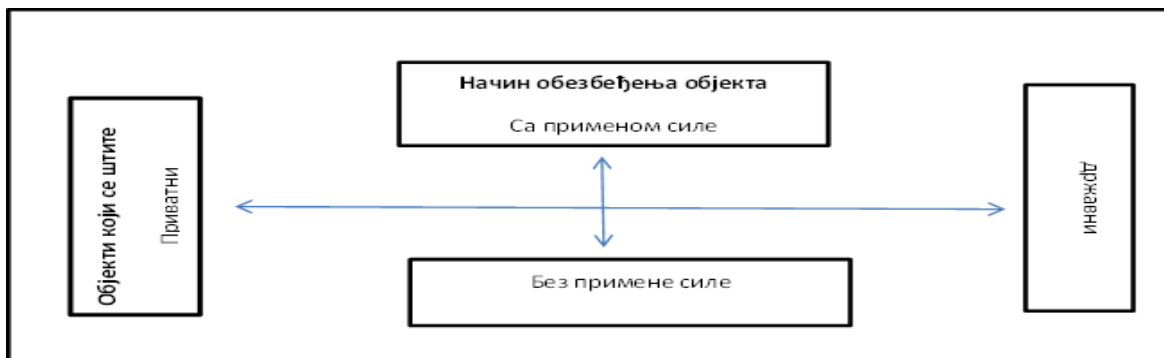 Начин обезбеђења објекта
Са применом силе
Објекти који се штите
Приватни
државни
Без примене силе